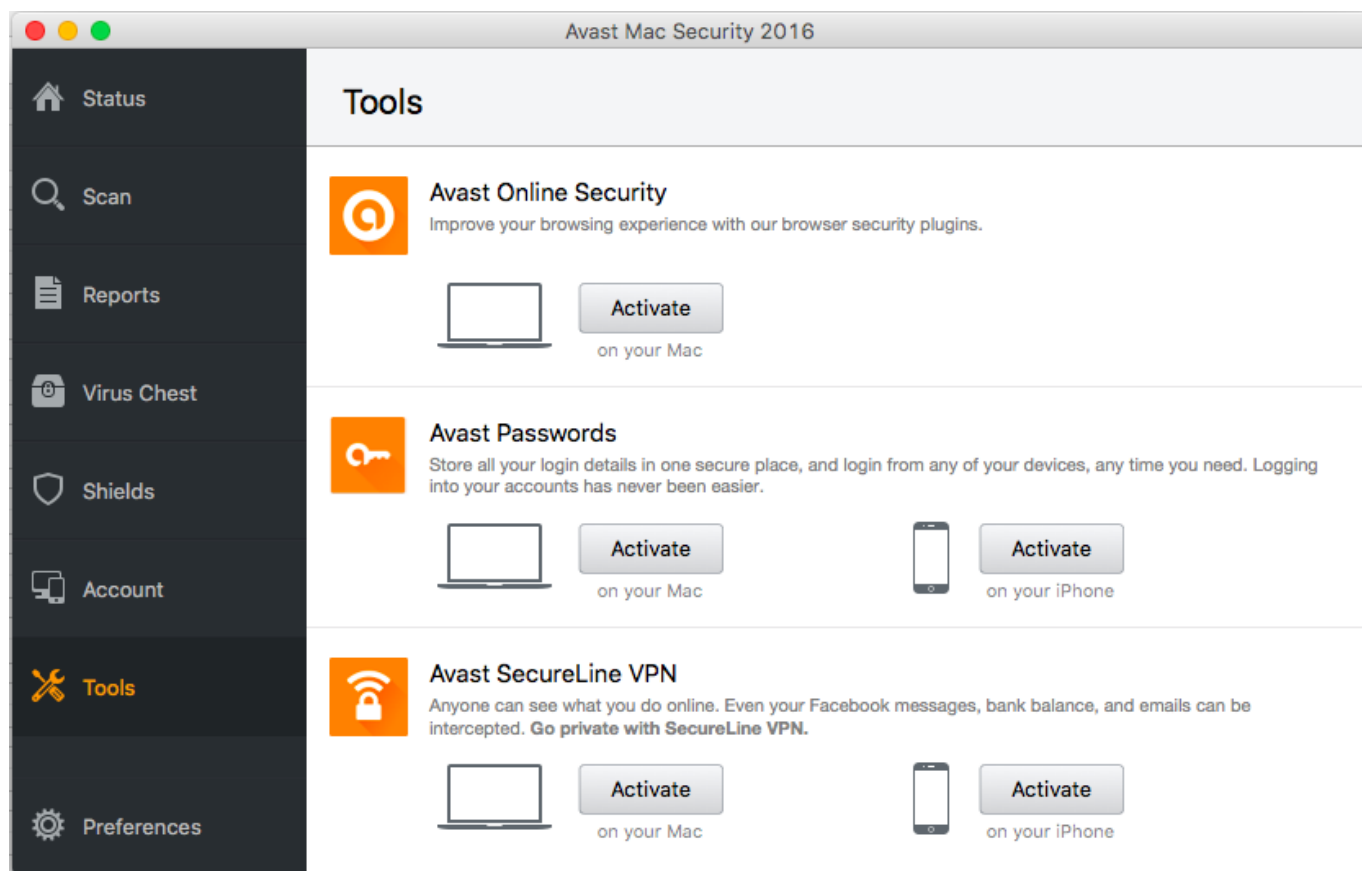 Avast Mac Security 2016
Status
Scan
Reports
Virus Chest
Shields
Account
Tools
Preferences
Tools
Avast Online Security
Improve your browsing experience with our browser security plugins.
Activate
on your Mac
Avast Passwords
Store all your login details in one secure place, and login from any of your devices, any time you need. Logging
into your accounts has never been easier.
Activate
on your Mac
Activate
on your iPhone
Avast SecureLine VPN
Anyone can see what you do online. Even your Facebook messages, bank balance, and emails can be
intercepted. Go private with SecureLine VPN.
Activate
on your Mac
Activate
on your iPhone